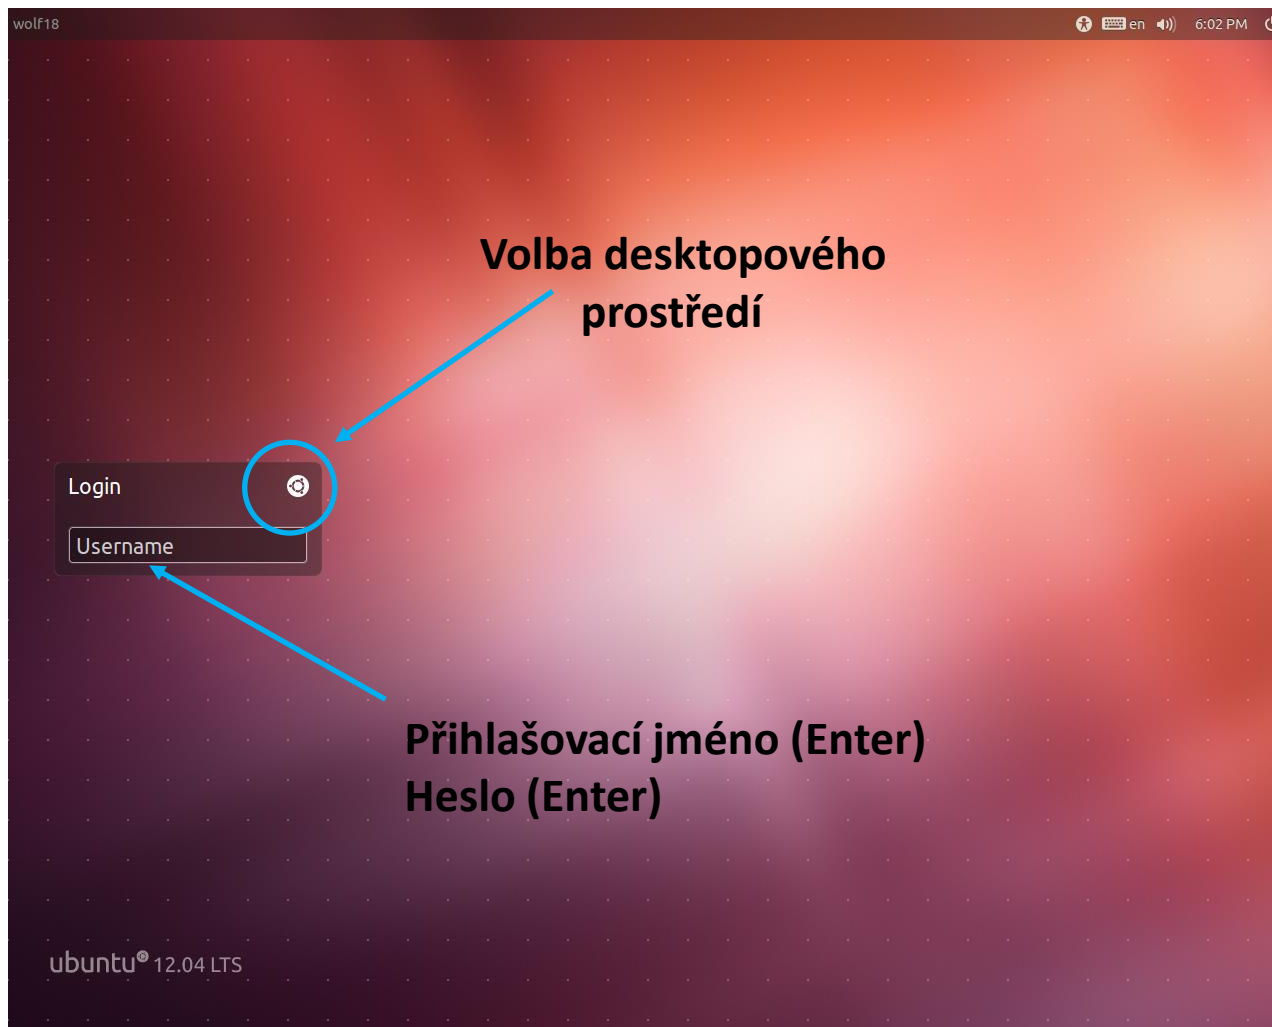 wolf18
en 6:02 PM
Volba desktopového
prostředí
Login
Username
Přihlašovací jméno (Enter)
Heslo (Enter)
ubuntu 12.04 LTS